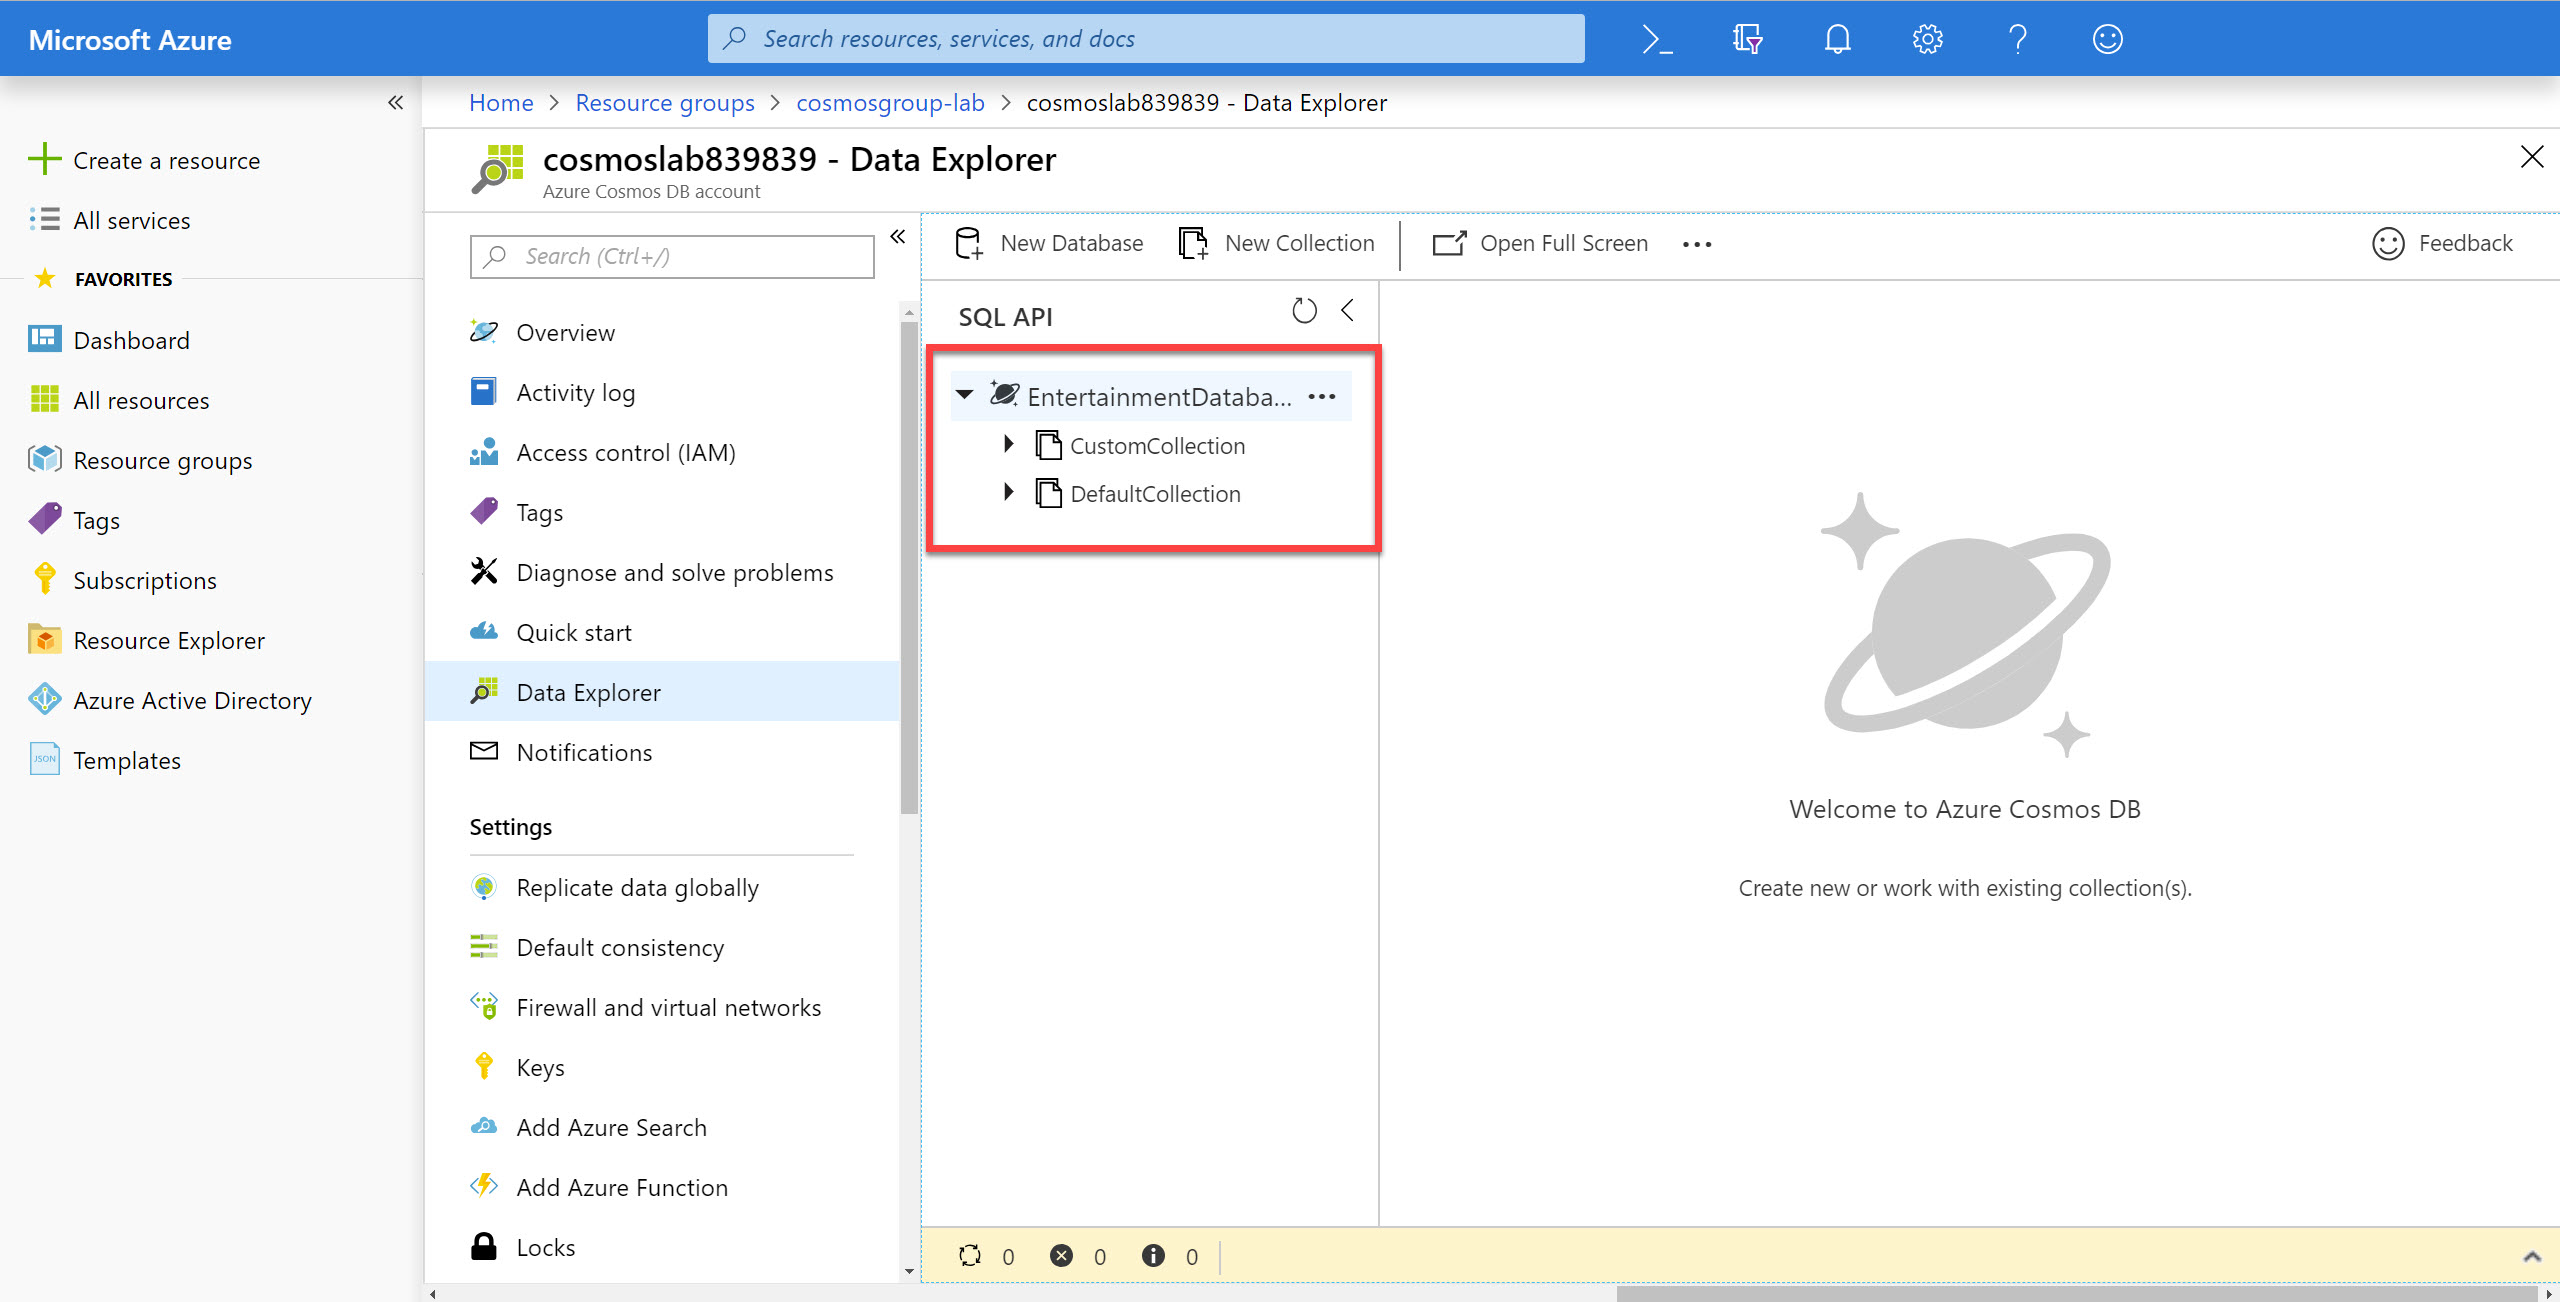 Microsoft Azure
Search resources, services, and docs
Home > Resource groups > cosmosgroup-lab > cosmoslab839839 - Data Explorer
Create a resource
All services
FAVORITES
Dashboard
All resources
Resource groups
Tags
Subscriptions
Resource Explorer
Azure Active Directory
JSON
Templates
cosmoslab839839 - Data Explorer
Azure Cosmos DB account
Search (Ctrl+/)
Overview
Activity log
Access control (IAM)
Tags
Diagnose and solve problems
Quick start
Data Explorer
Notifications
Settings
Replicate data globally
Default consistency
Firewall and virtual networks
Keys
Add Azure Search
Add Azure Function
Locks
New Database
New Collection
Open Full Screen
Feedback
SQL API
EntertainmentDataba...
CustomCollection
DefaultCollection
Welcome to Azure Cosmos DB
Create new or work with existing collection(s).
0 0 0